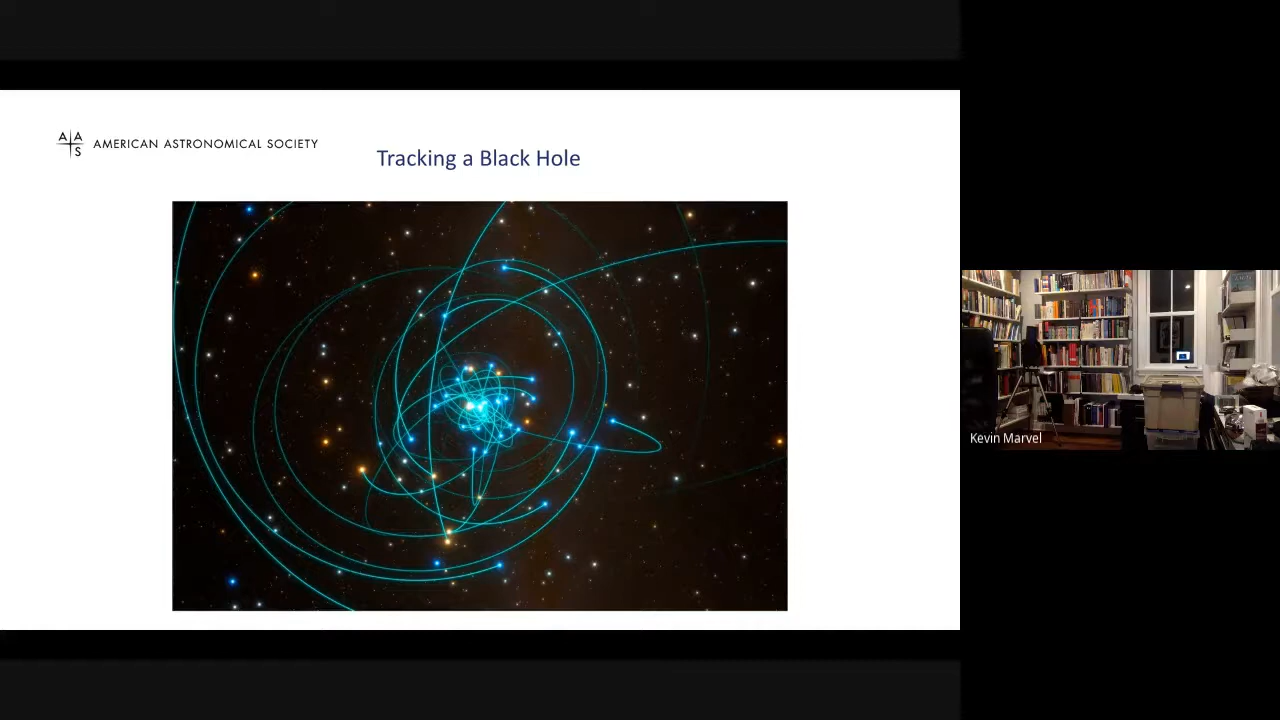 A A
S
AMERICAN ASTRONOMICAL SOCIETY
Tracking a Black Hole
Kevin Marvel